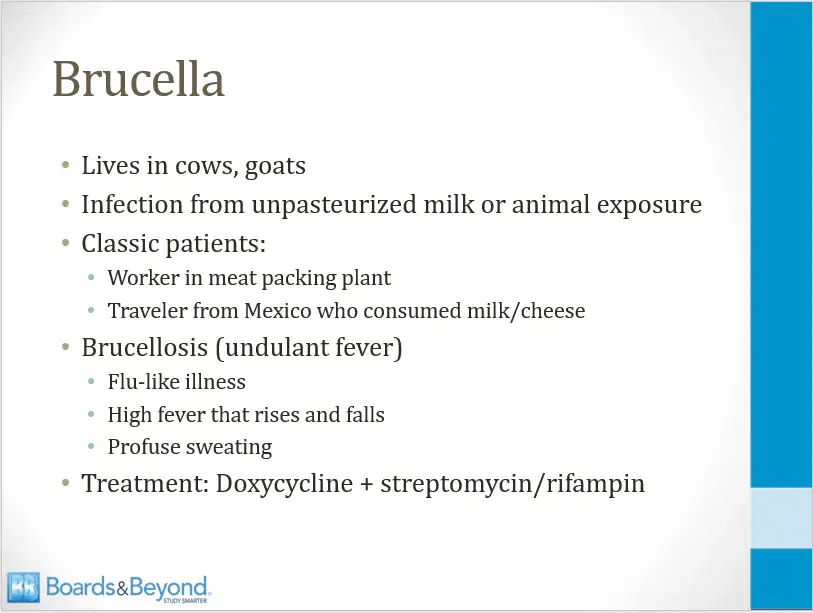 Brucella
• Lives in cows, goats
• Infection from unpasteurized milk or animal exposure
• Classic patients:
• Worker in meat packing plant
• Traveler from Mexico who consumed milk/cheese
• Brucellosis (undulant fever)
• Flu-like illness
• High fever that rises and falls
• Profuse sweating
• Treatment: Doxycycline + streptomycin/rifampin
BB Boards&Beyond.
STUDY SMARTER